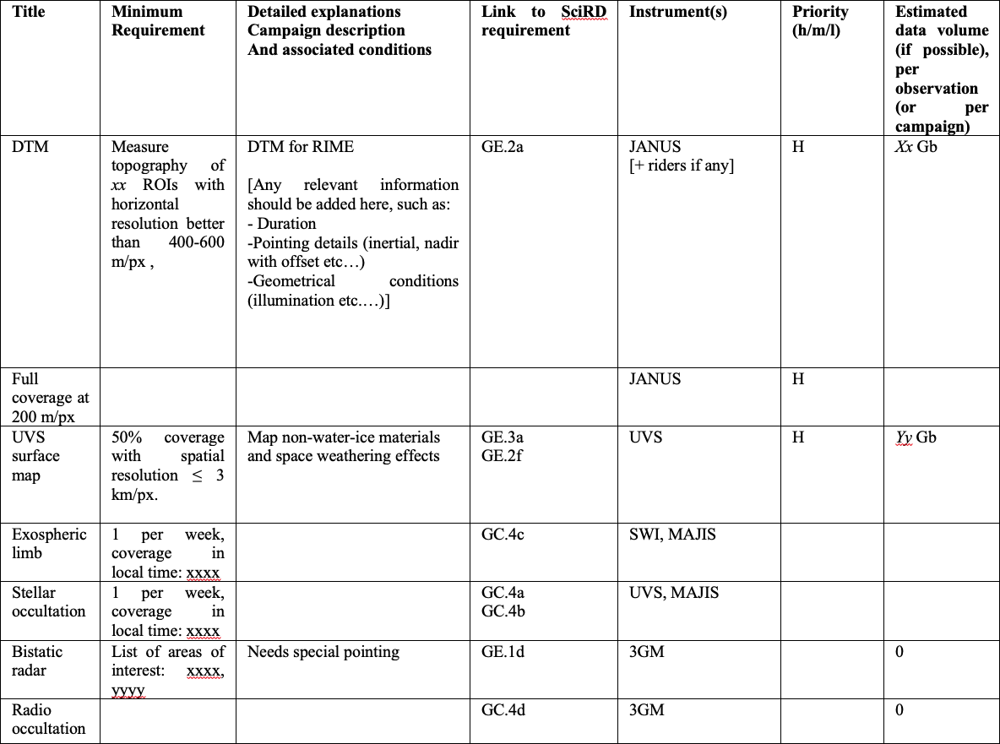 Title
Minimum
Requirement
Detailed explanations
Campaign description
And associated conditions
Link to SciRD
requirement
Instrument(s)
Priority
(h/m/l)
Estimated
data volume
(if possible),
per
observation
(or per
campaign)
DTM
Measure
topography of
xx ROIs with
horizontal
resolution better
than 400-600
m/px ,
DTM for RIME
[Any relevant information
should be added here, such as:
- Duration
-Pointing details (inertial, nadir
with offset etc…)
-Geometrical conditions
(illumination etc.…)]
GE.2a
JANUS
[+ riders if any]
H
Xx Gb
Full
coverage at
200 m/px
JANUS
H
UVS
surface
map
50% coverage
with spatial
resolution ≤ 3
km/px.
Map non-water-ice materials
and space weathering effects
GE.3a
GE.2f
UVS
H
Yy Gb
Exospheric
limb
1 per week,
coverage in
local time: xxxx
GC.4c
SWI, MAJIS
Stellar
occultation
1 per week,
coverage in
local time: xxxx
GC.4a
GC.4b
UVS, MAJIS
Bistatic
radar
List of areas of
interest: xxxx,
yyyy
Needs special pointing
GE.1d
3GM
0
Radio
occultation
GC.4d
3GM
0